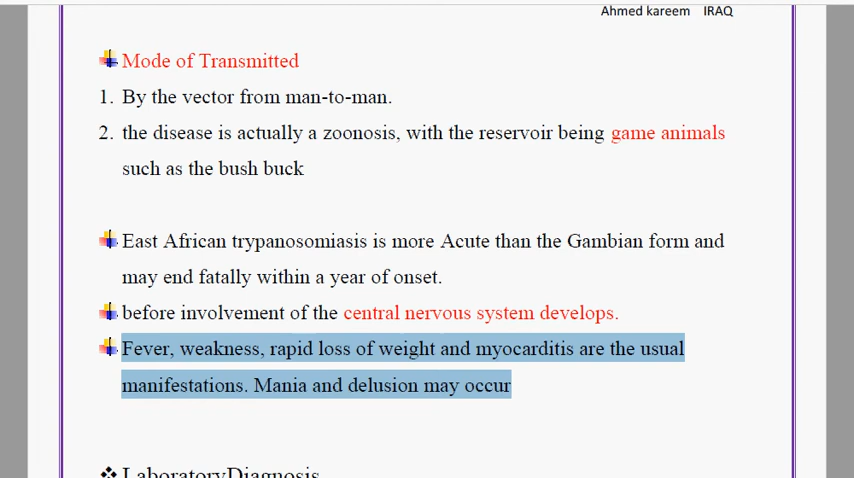 Ahmed kareem IRAQ
Mode of Transmitted
1. By the vector from man-to-man.
2. the disease is actually a zoonosis, with the reservoir being game animals
such as the bush buck
East African trypanosomiasis is more Acute than the Gambian form and
may end fatally within a year of onset.
before involvement of the central nervous system develops.
Fever, weakness, rapid loss of weight and myocarditis are the usual
manifestations. Mania and delusion may occur
❖ LaboratoryDiagnosis